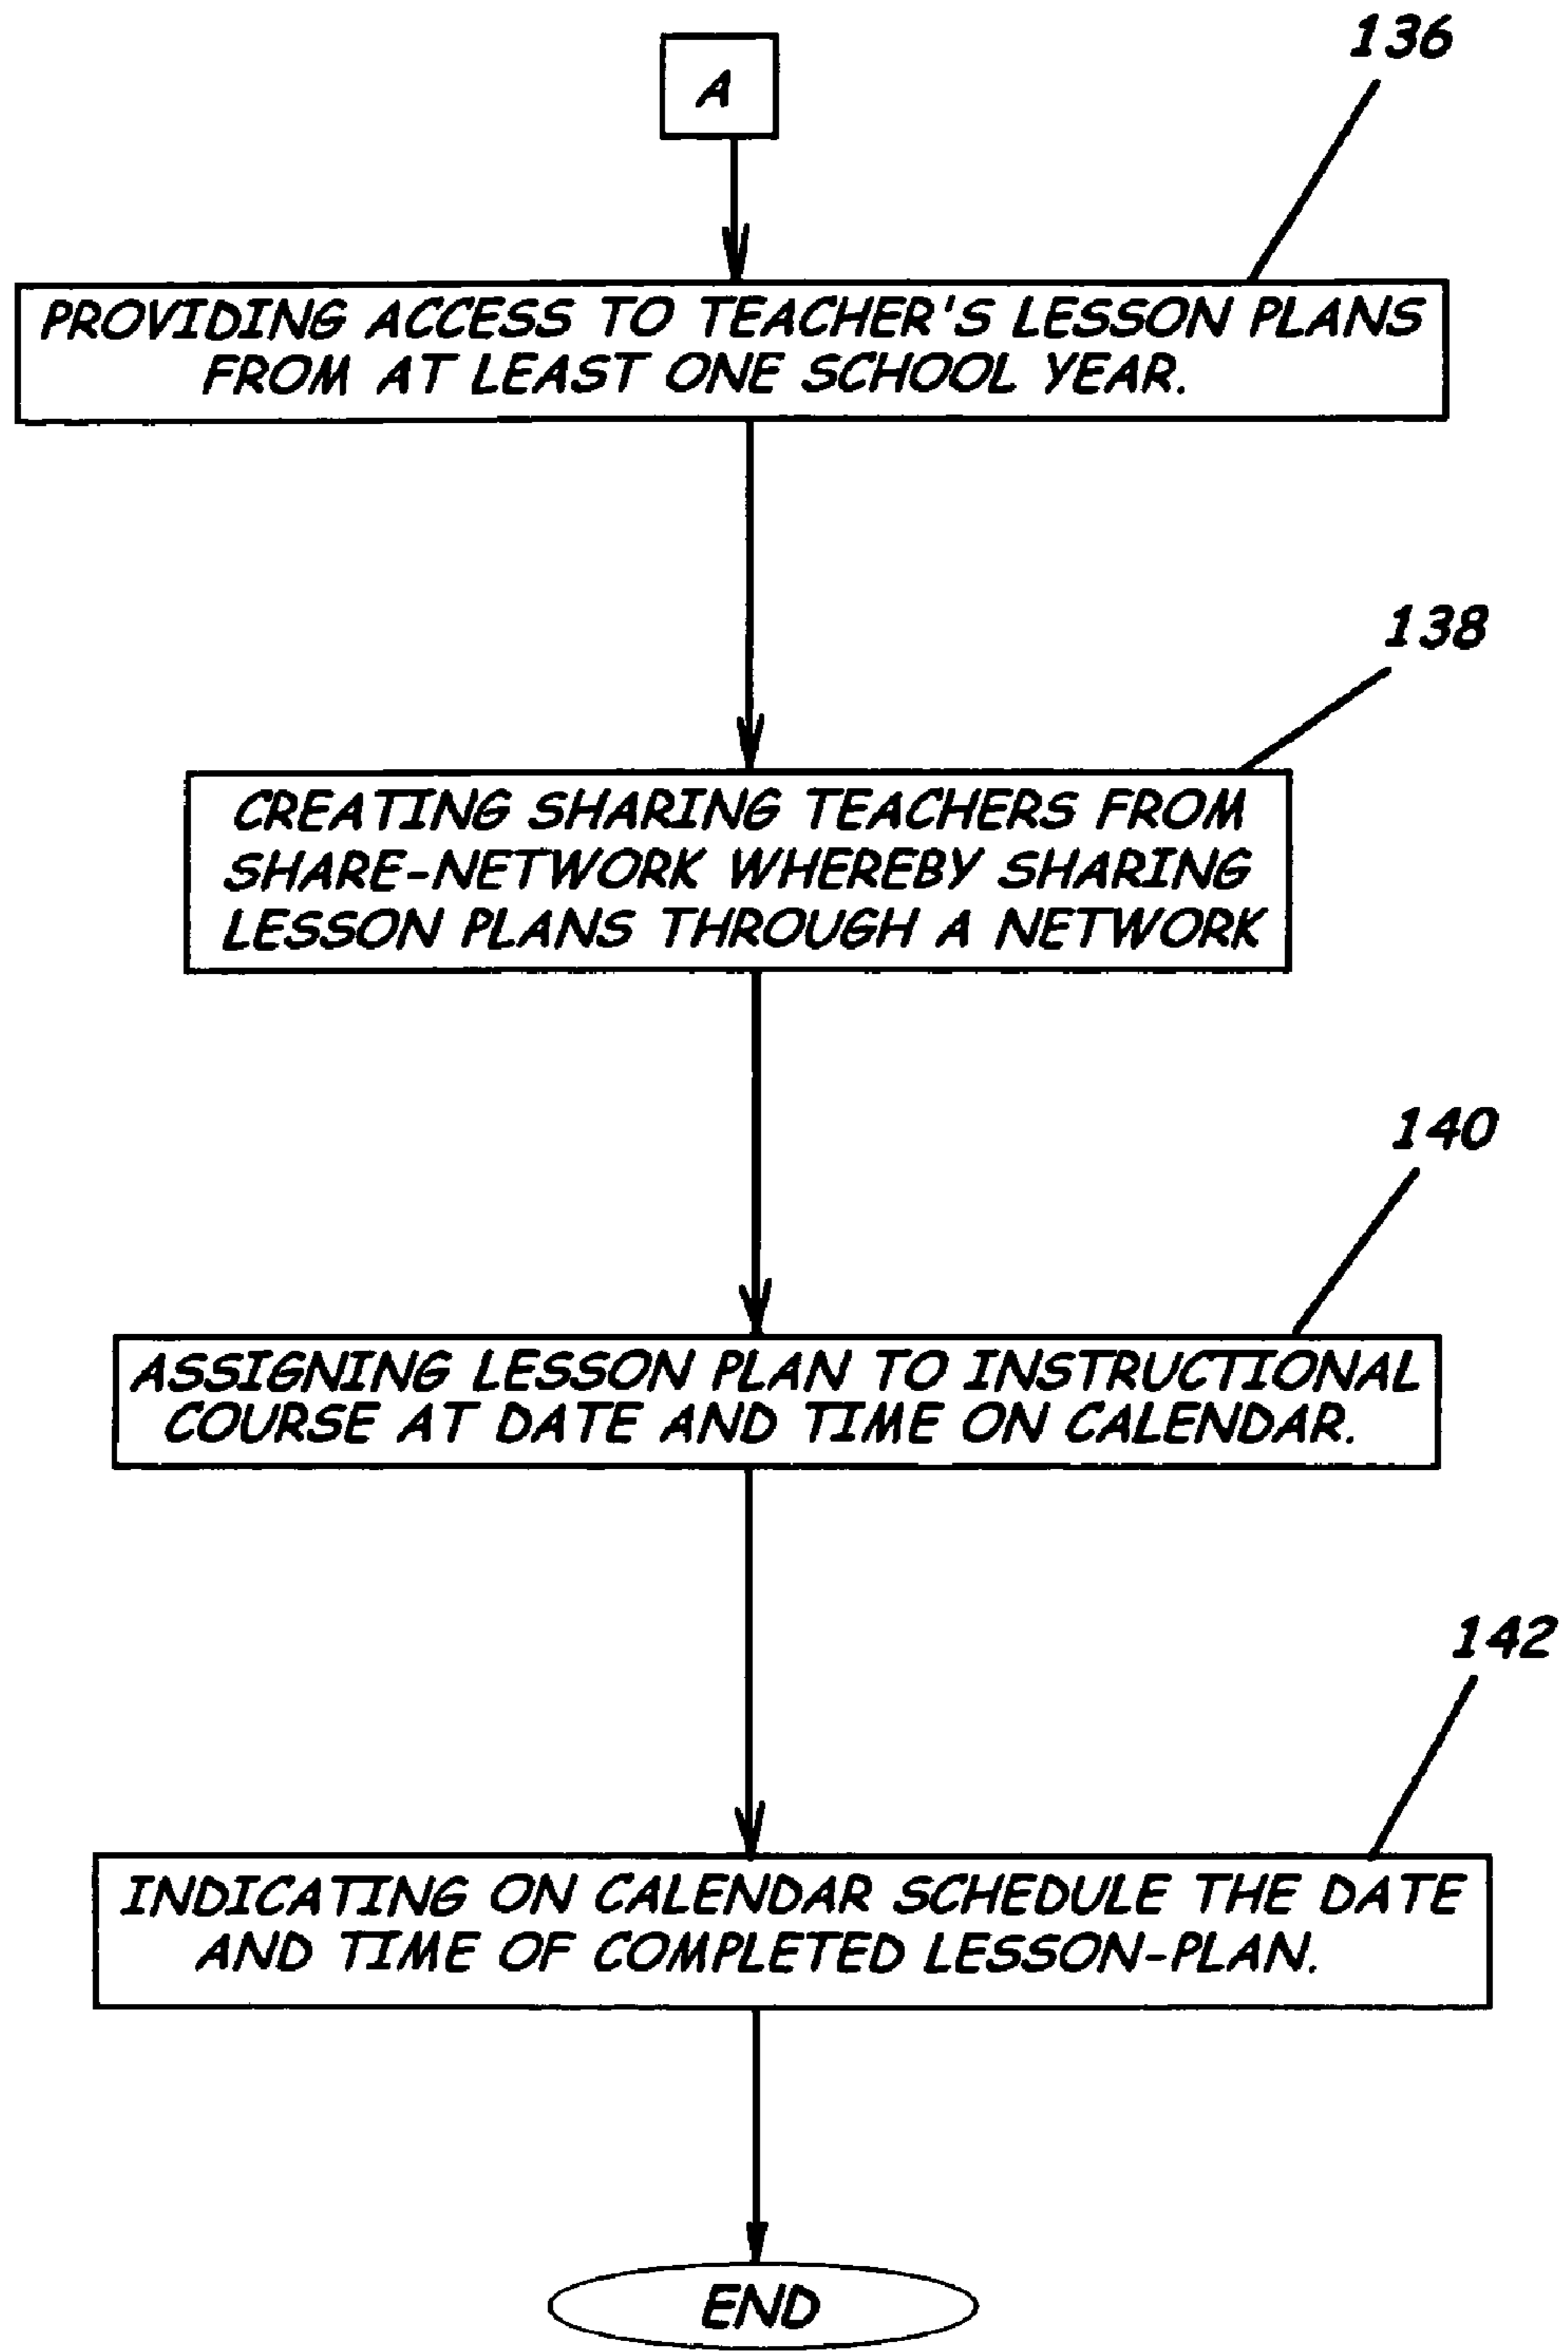 136
A
PROVIDING ACCESS TO TEACHER'S LESSON PLANS
FROM AT LEAST ONE SCHOOL YEAR.
138
CREATING SHARING TEACHERS FROM
SHARE-NETWORK WHEREBY SHARING
LESSON PLANS THROUGH A NETWORK
140
ASSIGNING LESSON PLAN TO INSTRUCTIONAL
COURSE AT DATE AND TIME ON CALENDAR.
142
INDICATING ON CALENDAR SCHEDULE THE DATE
AND TIME OF COMPLETED LESSON-PLAN.
END